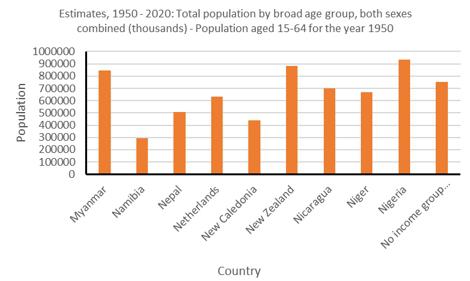 Estimates, 1950 - 2020: Total population by broad age group, both sexes
combined (thousands) - Population aged 15-64 for the year 1950
1000000
900000
800000
700000
600000
500000
400000
300000
200000
100000
0
Population
Myanmar
Namibia
Nepal
Netherlands
New Caledonia
New Zealand
Nicaragua
Niger
Nigeria
No income group...
Country